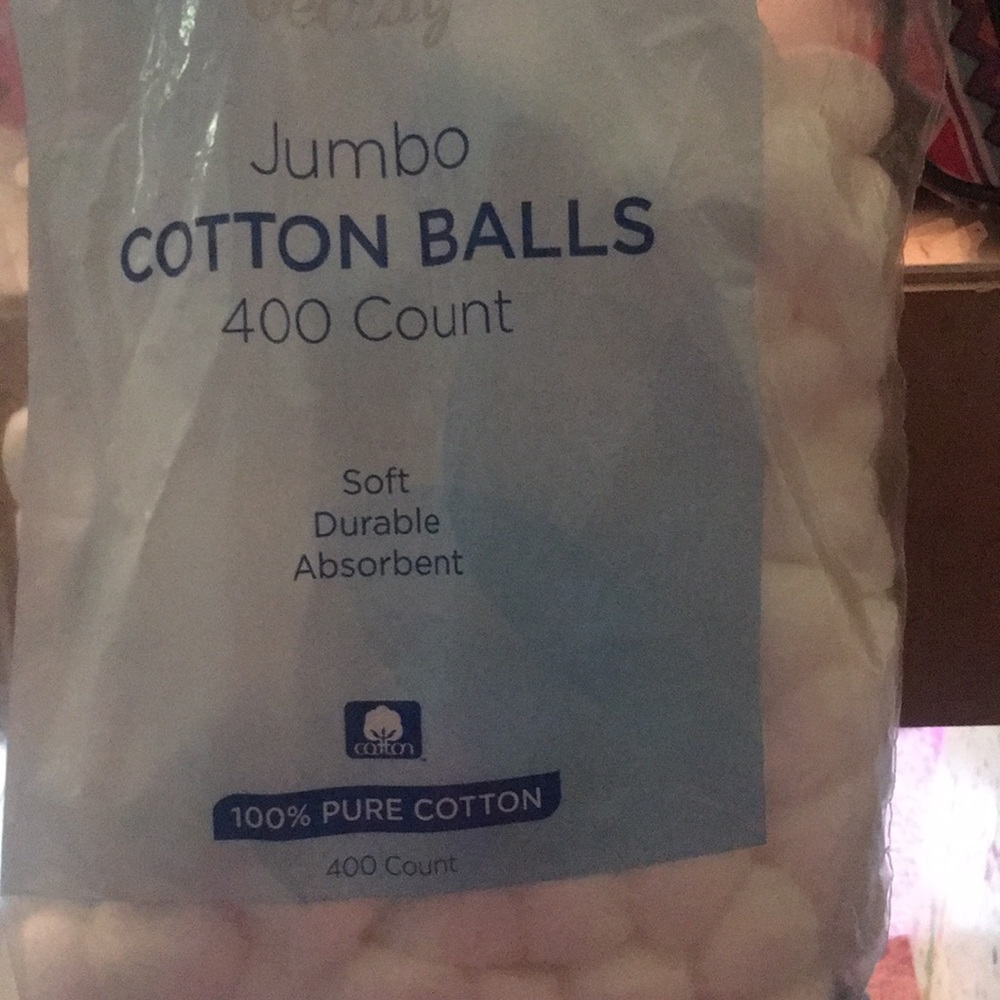 Jumbo
COTTON BALLS
400 Count
Soft
Durable
Absorbent
cotton
100% PURE COTTON
400 Count